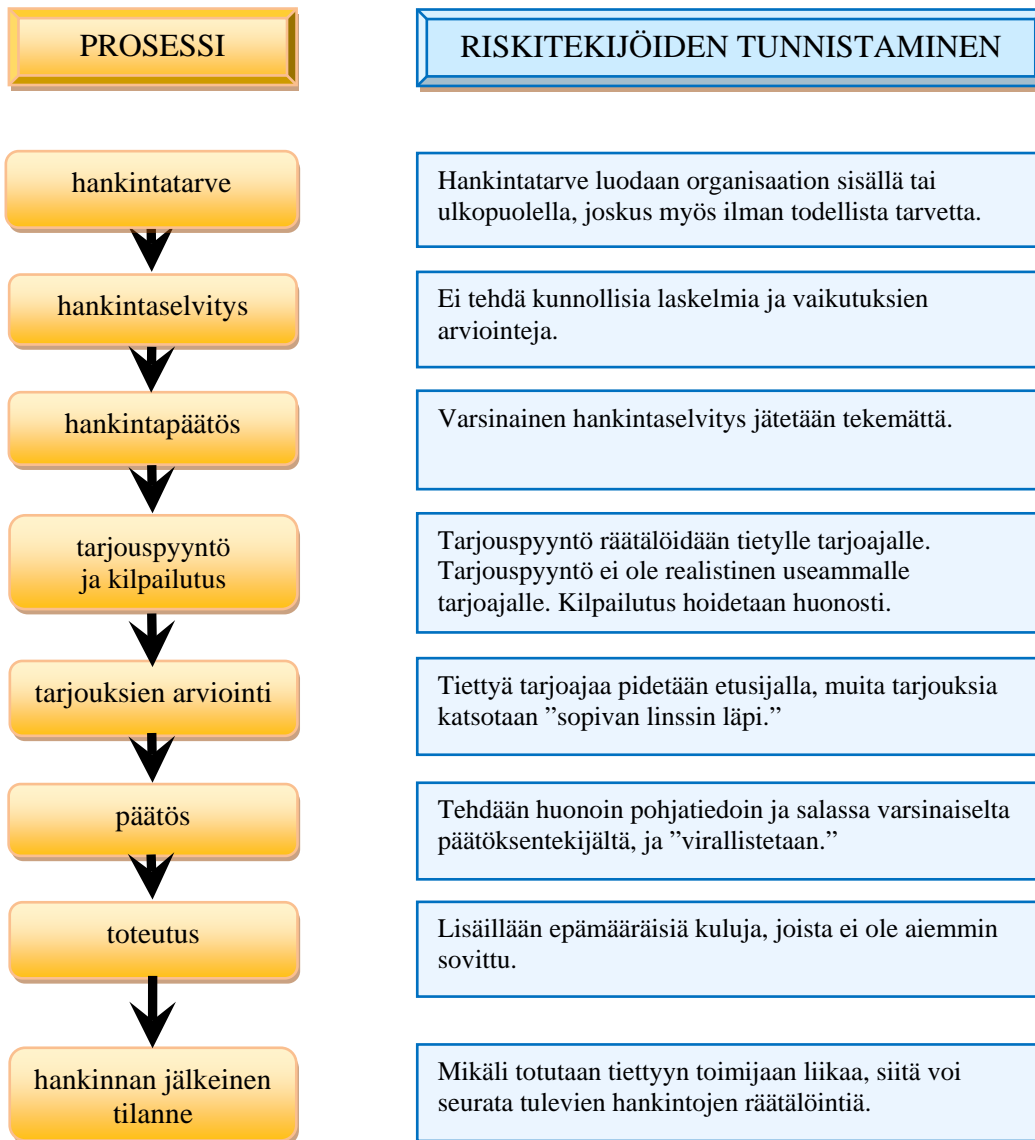 PROSESSI
RISKITEKIJÖIDEN TUNNISTAMINEN
hankintatarve
Hankintatarve luodaan organisaation sisällä tai
ulkopuolella, joskus myös ilman todellista tarvetta.
hankintaselvitys
Ei tehdä kunnollisia laskelmia ja vaikutuksien
arviointeja.
hankintapäätös
Varsinainen hankintaselvitys jätetään tekemättä.
tarjouspyyntö
ja kilpailutus
Tarjouspyyntö räätälöidään tietylle tarjoajalle.
Tarjouspyyntö ei ole realistinen useammalle
tarjoajalle. Kilpailutus hoidetaan huonosti.
tarjouksien arviointi
Tiettyä tarjoajaa pidetään etusijalla, muita tarjouksia
katsotaan ”sopivan linssin läpi.”
päätös
Tehdään huonoin pohjatiedoin ja salassa varsinaiselta
päätöksentekijältä, ja ”virallistetaan.”
toteutus
Lisäillään epämääräisiä kuluja, joista ei ole aiemmin
sovittu.
hankinnan jälkeinen
tilanne
Mikäli totutaan tiettyyn toimijaan liikaa, siitä voi
seurata tulevien hankintojen räätälöintiä.